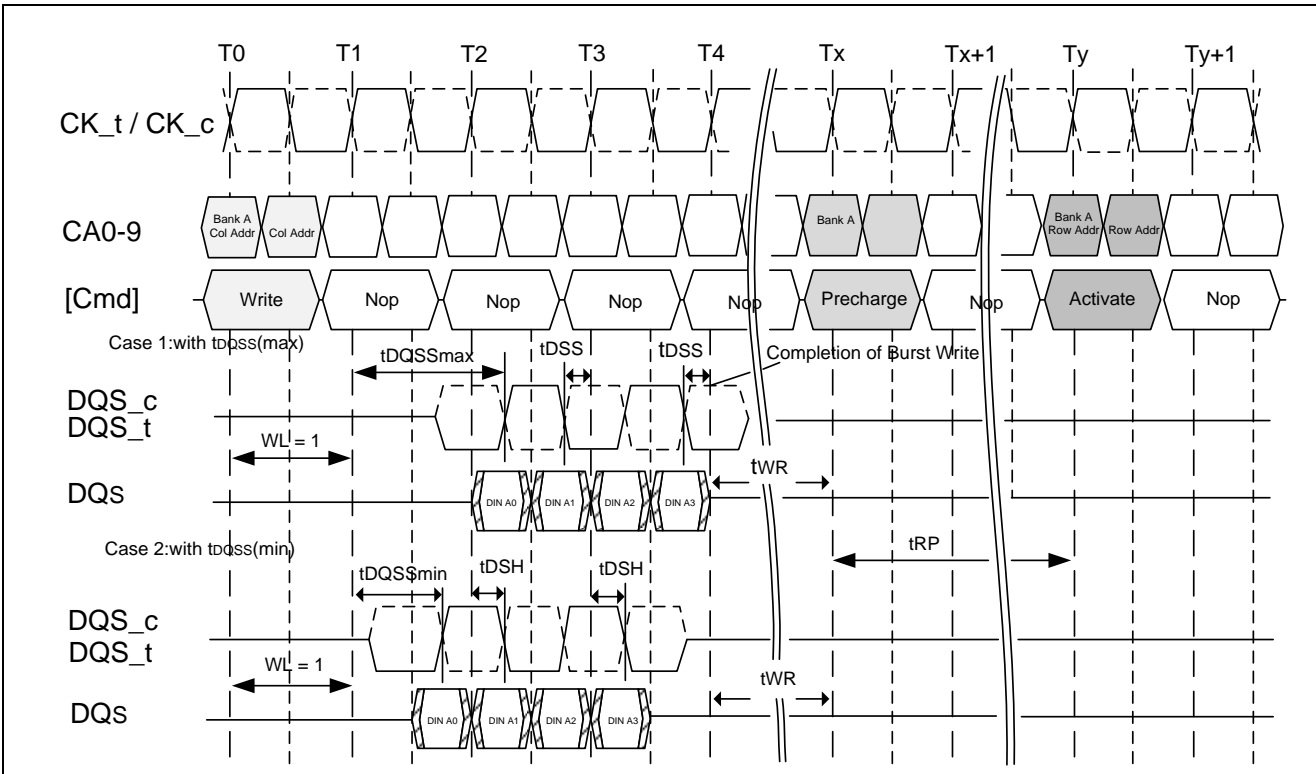 T0 T1 T2 T3 T4 Tx Tx+1 Ty Ty+1
CK_t / CK_c
CA0-9
Bank A
Col Addr
Col Addr
Bank A
Bank A
Row Addr
Row Addr
[Cmd]
Write Nop Nop Nop Nop Precharge Nop Activate Nop
Case 1:with tDQSS(max)
tDQSSmax
tDSS
tDSS
Completion of Burst Write
DQS_c
DQS_t
WL = 1
DQs
DIN A0 DIN A1 DIN A2 DIN A3
tWR
Case 2:with tDQSS(min)
tDQSSmin
tDSH
tDSH
tRP
DQS_c
DQS_t
WL = 1
tWR
DQs
DIN A0 DIN A1 DIN A2 DIN A3